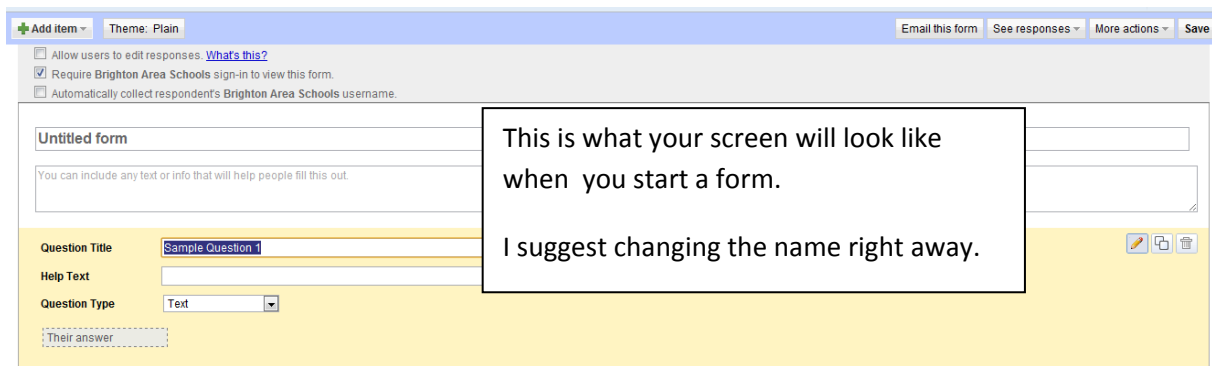 Add item Theme: Plain Email this form See responses More actions Save
Allow users to edit responses. What's this?
Require Brighton Area Schools sign-in to view this form.
Automatically collect respondent's Brighton Area Schools username.
Untitled form
You can include any text or info that will help people fill this out.
This is what your screen will look like
when you start a form.
I suggest changing the name right away.
Question Title Sample Question 1
Help Text
Question Type Text
Their answer